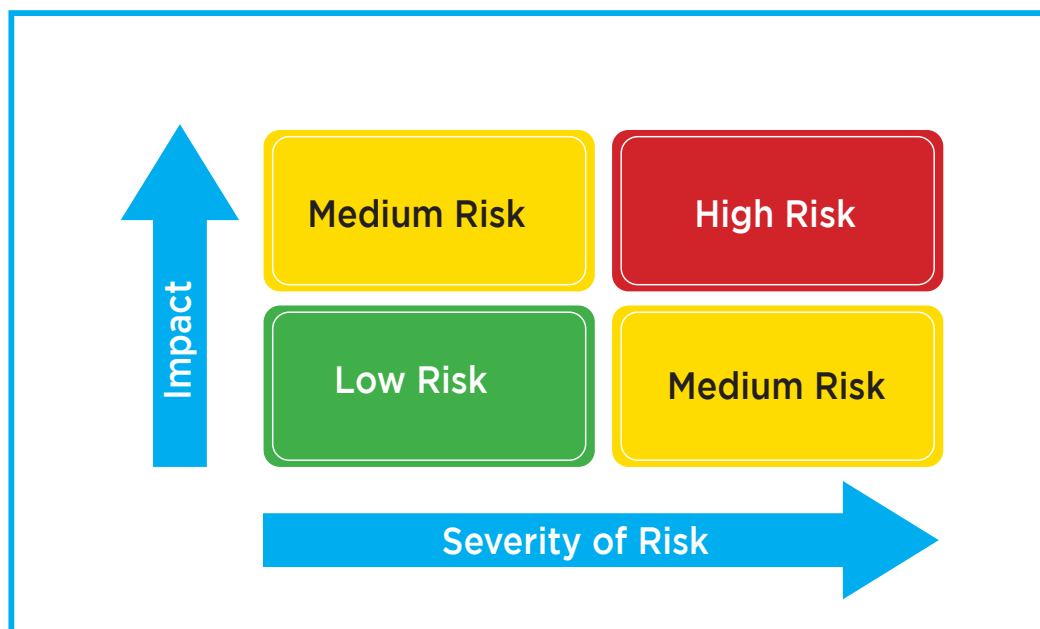 Medium Risk
High Risk
Impact
Low Risk
Medium Risk
Severity of Risk